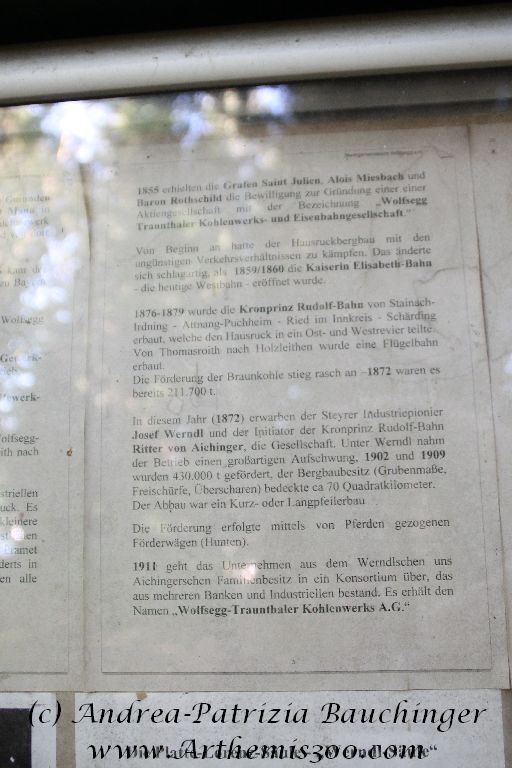 1855 erhielten die Grafen Saint Julien, Alois Miesbach und
Baron Rothschild die Bewilligung zur Gründung einer einer
Aktiengesellschaft mit der Bezeichnung „Wolfsegg
Traunthaler Kohlenwerks- und Eisenbahngesellschaft."
Von Beginn an hatte der Hausruckbergbau mit den
ungünstigen Verkehrsverhältnissen zu kämpfen. Das änderte
sich schlagartig, als 1859/1860 die Kaiserin Elisabeth-Bahn
- die heutige Westbahn - eröffnet wurde.
1876-1879 wurde die Kronprinz Rudolf-Bahn von Stainach-
Irdning - Attnang-Puchheim - Ried im Innkreis - Schärding
erbaut, welche den Hausruck in ein Ost- und Westrevier teilte.
Von Thomasroith nach Holzleithen wurde eine Flügelbahn
erbaut.
Die Förderung der Braunkohle stieg rasch an –1872 waren es
bereits 211.700 t.
In diesem Jahr (1872) erwarben der Steyrer Industriepionier
Josef Werndl und der Initiator der Kronprinz Rudolf-Bahn
Ritter von Aichinger, die Gesellschaft. Unter Werndl nahm
der Betrieb einen großartigen Aufschwung, 1902 und 1909
wurden 430.000 t gefördert, der Bergbaubesitz (Grubenmaße,
Freischürfe, Überscharen) bedeckte ca 70 Quadratkilometer.
Der Abbau war ein Kurz- oder Langpfeilerbau
Die Förderung erfolgte mittels von Pferden gezogenen
Förderwägen (Hunten).
1911 geht das Unternehmen aus dem Werndlschen uns
Aichingerschen Familienbesitz in ein Konsortium über, das
aus mehreren Banken und Industriellen bestand. Es erhält den
Namen „Wolfsegg-Traunthaler Kohlenwerks A.G."
(c) Andrea-Patrizia Bauchinger
www.Arthemis300.com